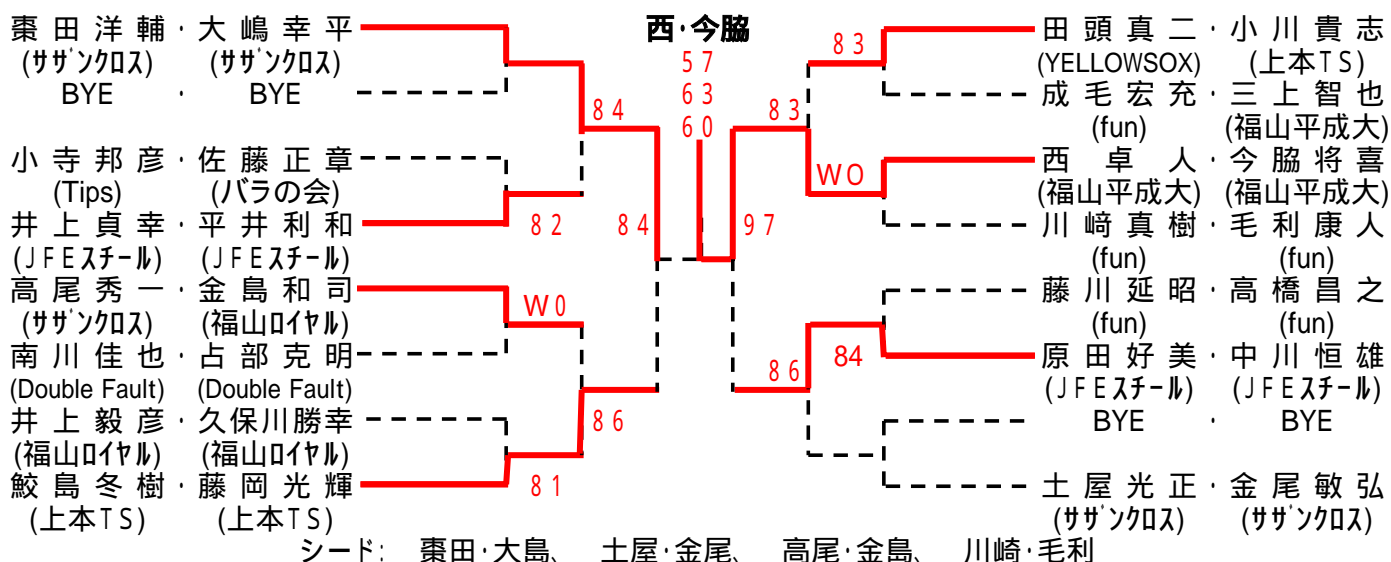 棗田洋輔・大嶋幸平
(ｻｻﾞﾝｸﾛｽ) (ｻｻﾞﾝｸﾛｽ)
BYE ・ BYE
小寺邦彦・佐藤正章
(Tips) (バラの会)
井上貞幸・平井利和
(JFEｽﾁｰﾙ) (JFEｽﾁｰﾙ)
高尾秀一・金島和司
(ｻｻﾞﾝｸﾛｽ) (福山ﾛｲﾔﾙ)
南川佳也・占部克明
(Double Fault) (Double Fault)
井上毅彦・久保川勝幸
(福山ﾛｲﾔﾙ) (福山ﾛｲﾔﾙ)
鮫島冬樹・藤岡光輝
(上本TS) (上本TS)
84
82
W0
86
81
84
西・今脇
57
63
60
97
83
83
WO
86
84
田頭真二・小川貴志
(YELLOWSOX) (上本TS)
成毛宏充・三上智也
(fun) (福山平成大)
西卓人・今脇将喜
(福山平成大) (福山平成大)
川﨑真樹・毛利康人
(fun) (fun)
藤川延昭・高橋昌之
(fun) (fun)
原田好美・中川恒雄
(JFEｽﾁｰﾙ) (JFEｽﾁｰﾙ)
BYE ・ BYE
土屋光正・金尾敏弘
(ｻｻﾞﾝｸﾛｽ) (ｻｻﾞﾝｸﾛｽ)
シード: 棗田・大島、 土屋・金尾、 高尾・金島、 川崎・毛利